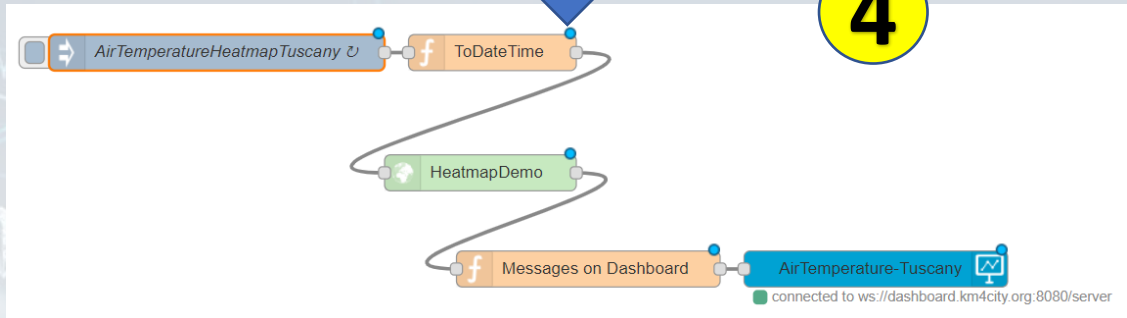 4
AirTemperatureHeatmapTuscany ↻
ToDateTime
HeatmapDemo
Messages on Dashboard
AirTemperature-Tuscany
connected to ws://dashboard.km4city.org:8080/server